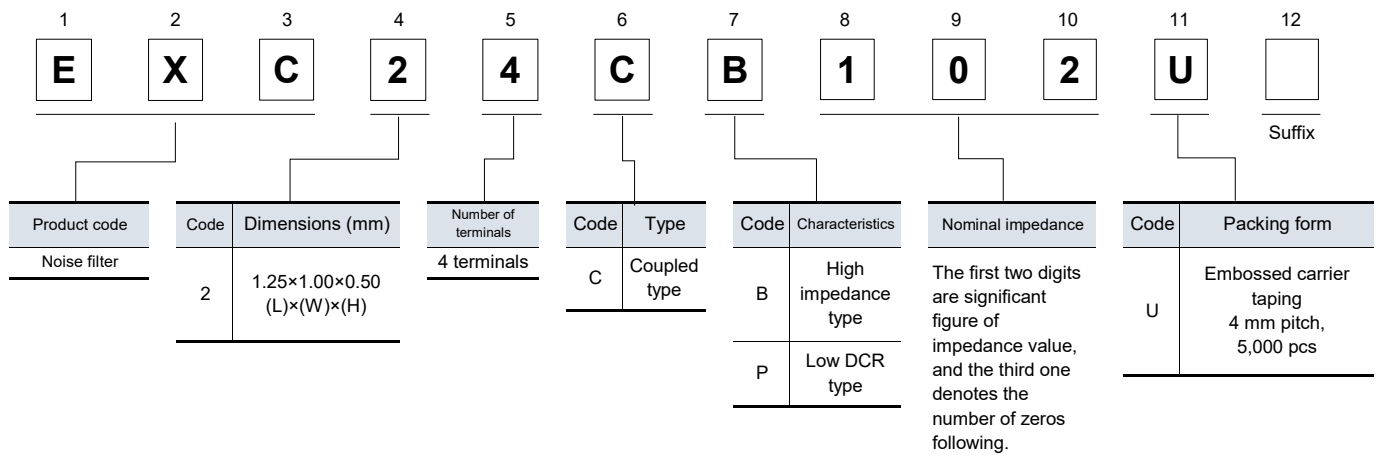 1 2 3 4 5 6 7 8 9 10 11 12
E X C 2 4 C B 1 0 2 U
Suffix
Product code
Noise filter
Code Dimensions (mm)
2
1.25×1.00×0.50
(L)×(W)×(H)
Number of
terminals
4 terminals
Code Type
C
Coupled
type
Code Characteristics
B
High
impedance
type
P
Low DCR
type
Nominal impedance
The first two digits
are significant
figure of
impedance value,
and the third one
denotes the
number of zeros
following.
Code Packing form
U
Embossed carrier
taping
4 mm pitch,
5,000 pcs